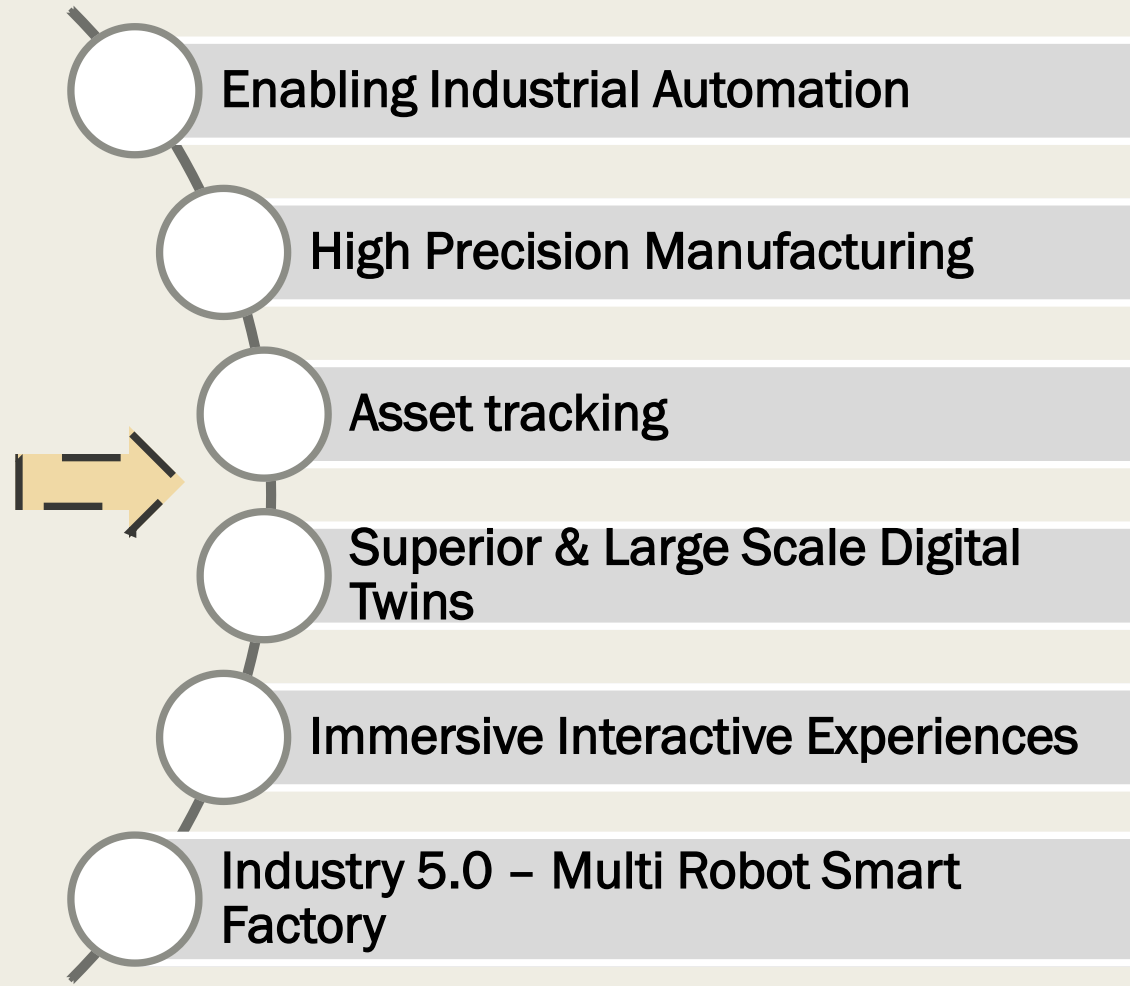 Enabling Industrial Automation
High Precision Manufacturing
Asset tracking
Superior & Large Scale Digital
Twins
Immersive Interactive Experiences
Industry 5.0 – Multi Robot Smart
Factory